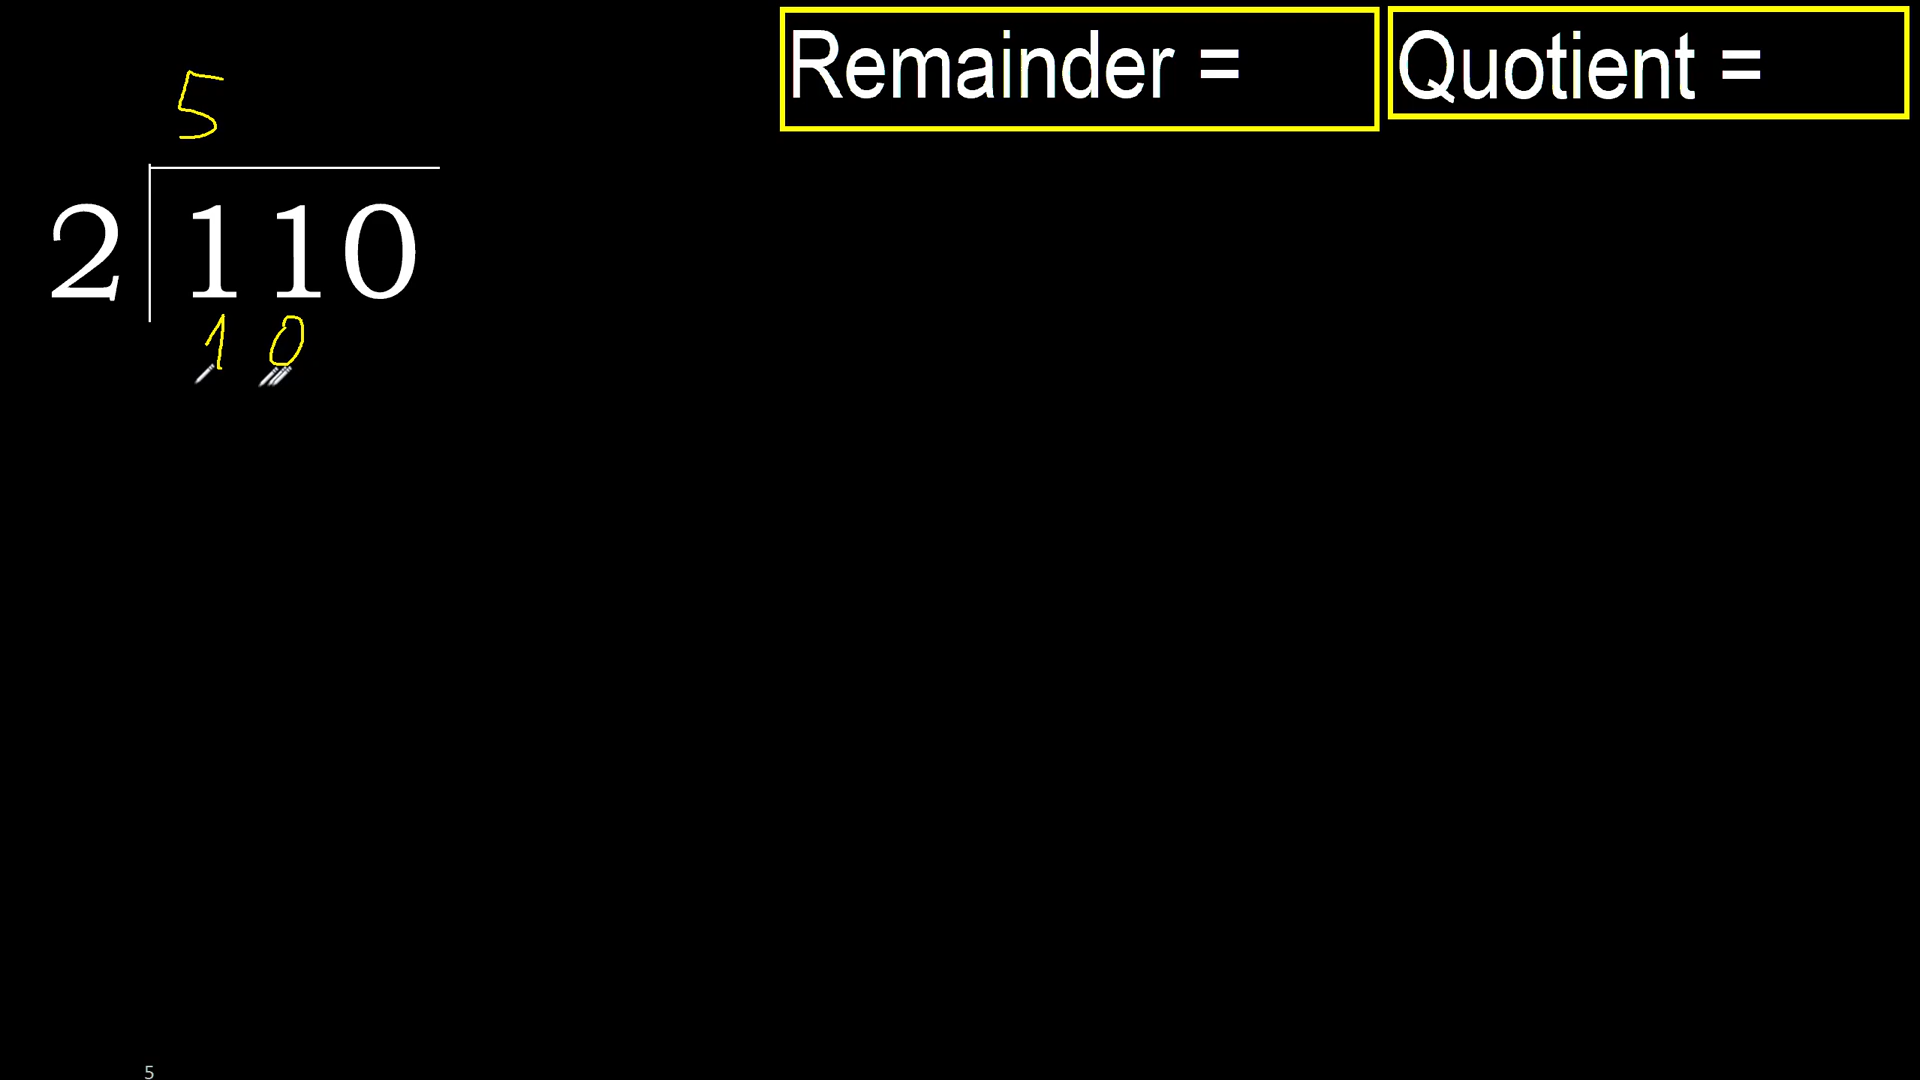 Remainder = Quotient =
5
2 110
10
5